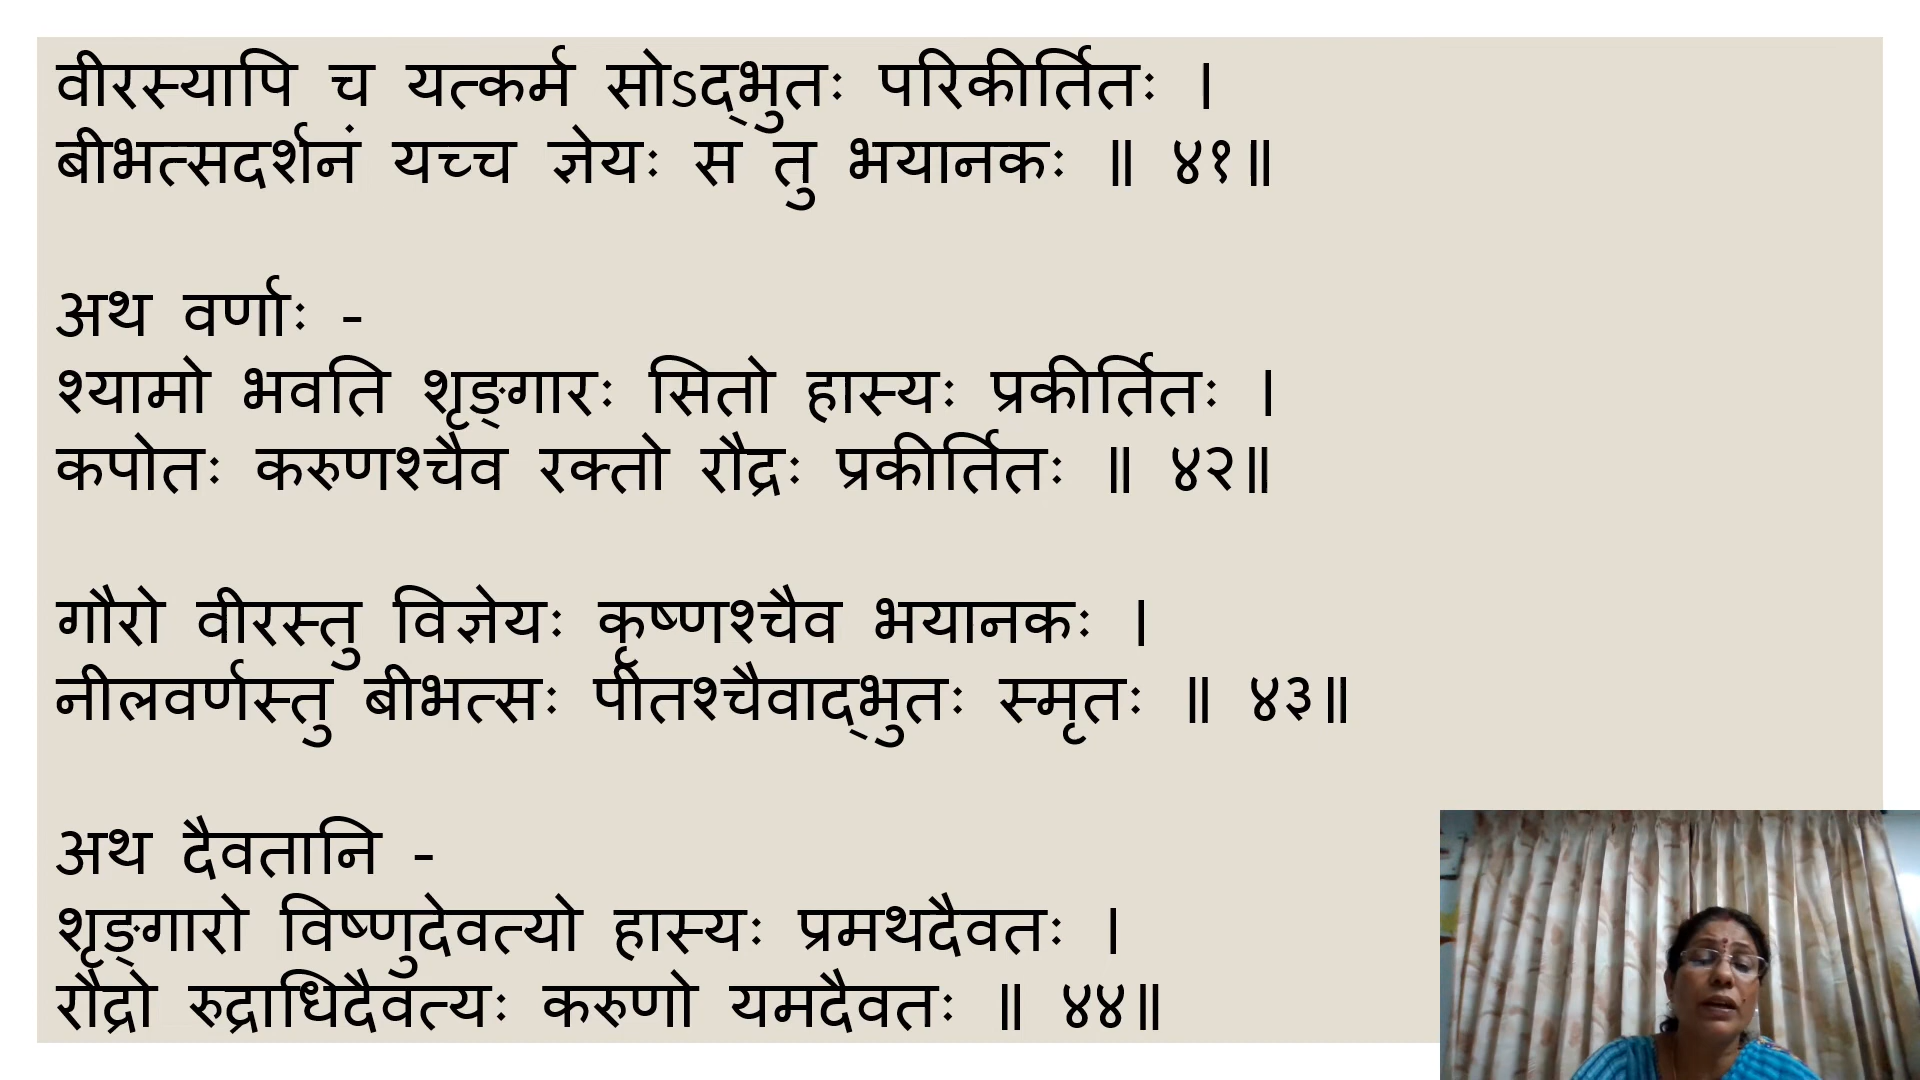 वीरस्यापि च यत्कर्म सोऽद्‌भुतः परिकीर्तितः ।
बीभत्सदर्शनं यच्च ज्ञेयः स तु भयानकः ॥ ४१॥
अथ वर्णाः -
श्यामो भवति शृङ्गारः सितो हास्यः प्रकीर्तितः ।
कपोतः करुणश्चैव रक्तो रौद्रः प्रकीर्तितः ॥ ४२॥
गौरो वीरस्तु विज्ञेयः कृष्णश्चैव भयानकः ।
नीलवर्णस्तु बीभत्सः पीतश्चैवाद्‌भुतः स्मृतः ॥ ४३॥
अथ दैवतानि -
शृङ्गारो विष्णुदेवत्यो हास्यः प्रमथदैवतः ।
रौद्रो रुद्राधिदैवत्यः करुणो यमदैवतः ॥ ४४॥